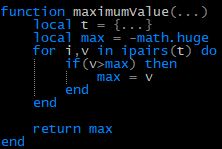 function maximumValue(...)
    local t = {...}
    local max = -math.huge
    for i,v in ipairs(t) do
        if(v>max) then
            max = v
        end
    end

    return max
end